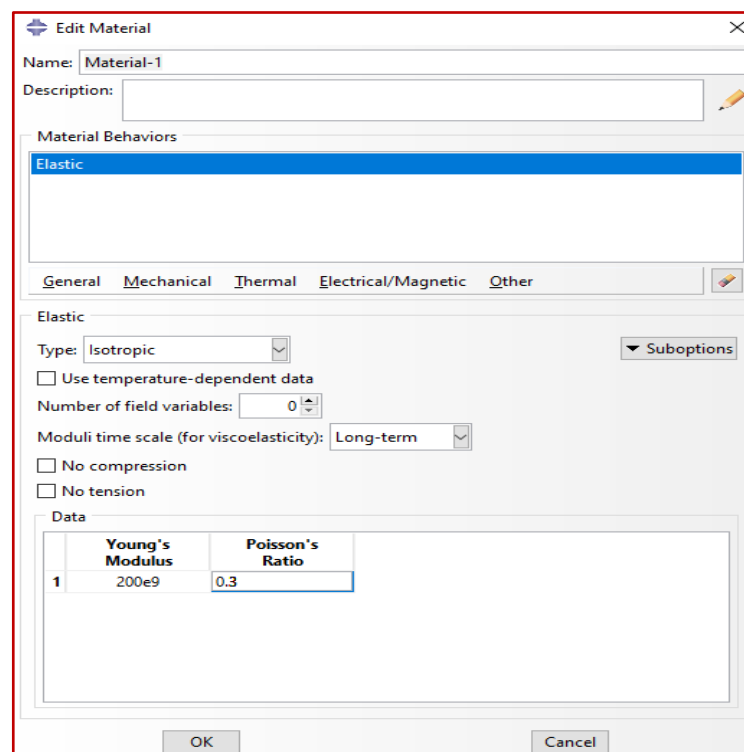 Edit Material
Name: Material-1
Description:
Material Behaviors
Elastic
General Mechanical Thermal Electrical/Magnetic Other
Elastic
Type: Isotropic
Suboptions
Use temperature-dependent data
Number of field variables: 0
Moduli time scale (for viscoelasticity): Long-term
No compression
No tension
Data
Young's Poisson's
Modulus Ratio
1 200e9 0.3
OK Cancel